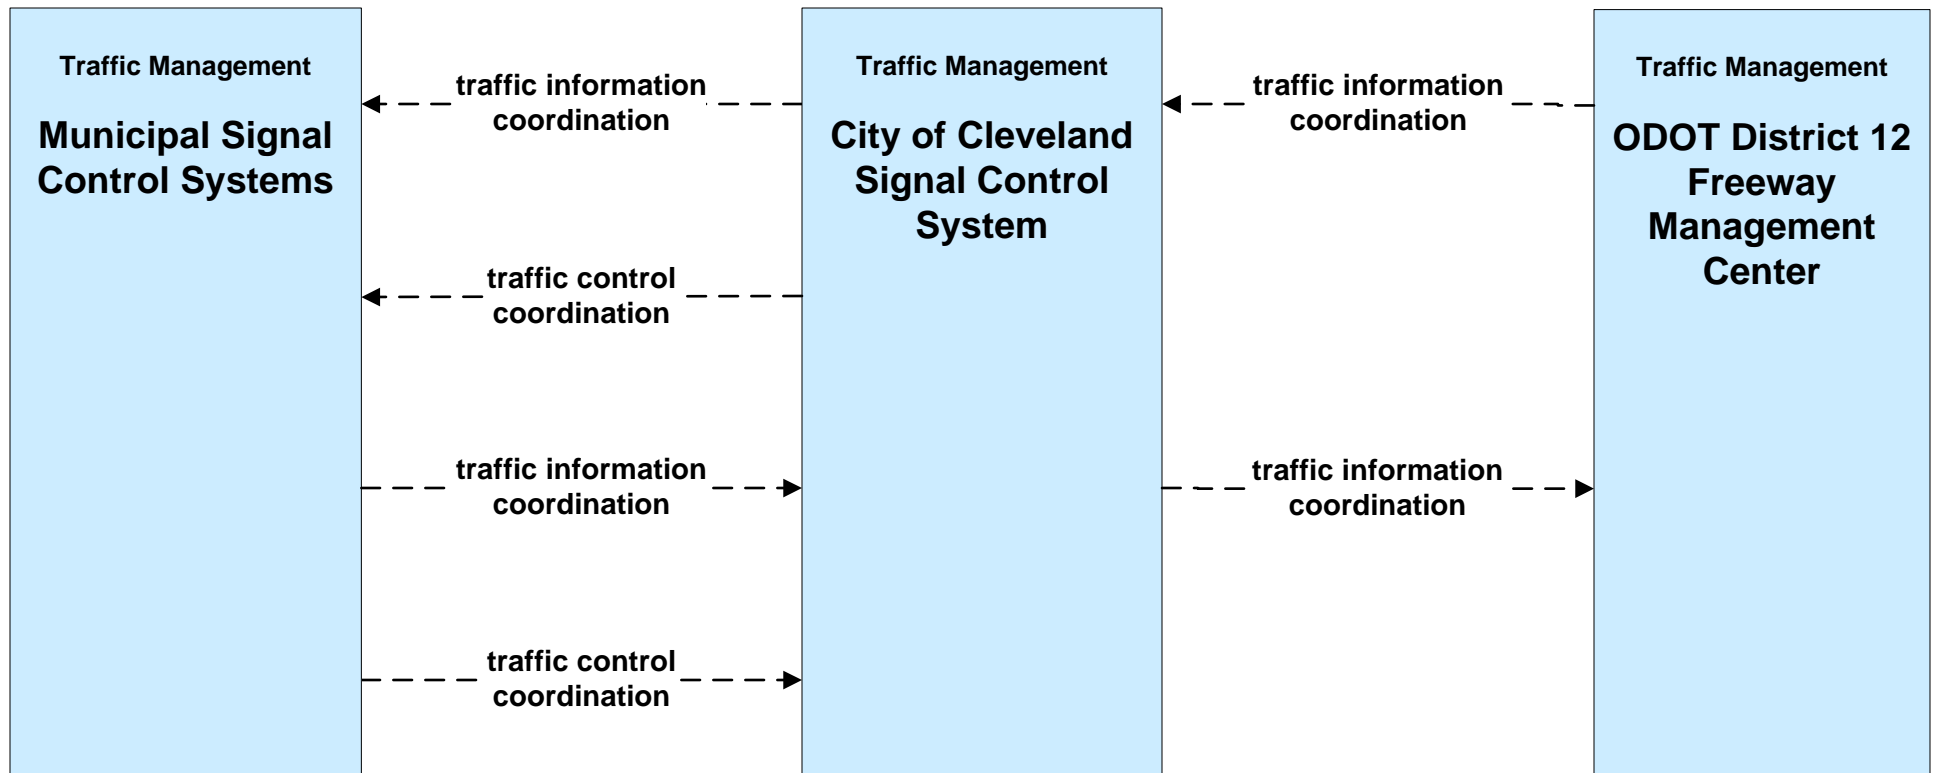 Traffic Management
Municipal Signal
Control Systems
traffic information
coordination
traffic control
coordination
traffic information
coordination
traffic control
coordination
Traffic Management
City of Cleveland
Signal Control
System
traffic information
coordination
traffic information
coordination
Traffic Management
ODOT District 12
Freeway
Management
Center